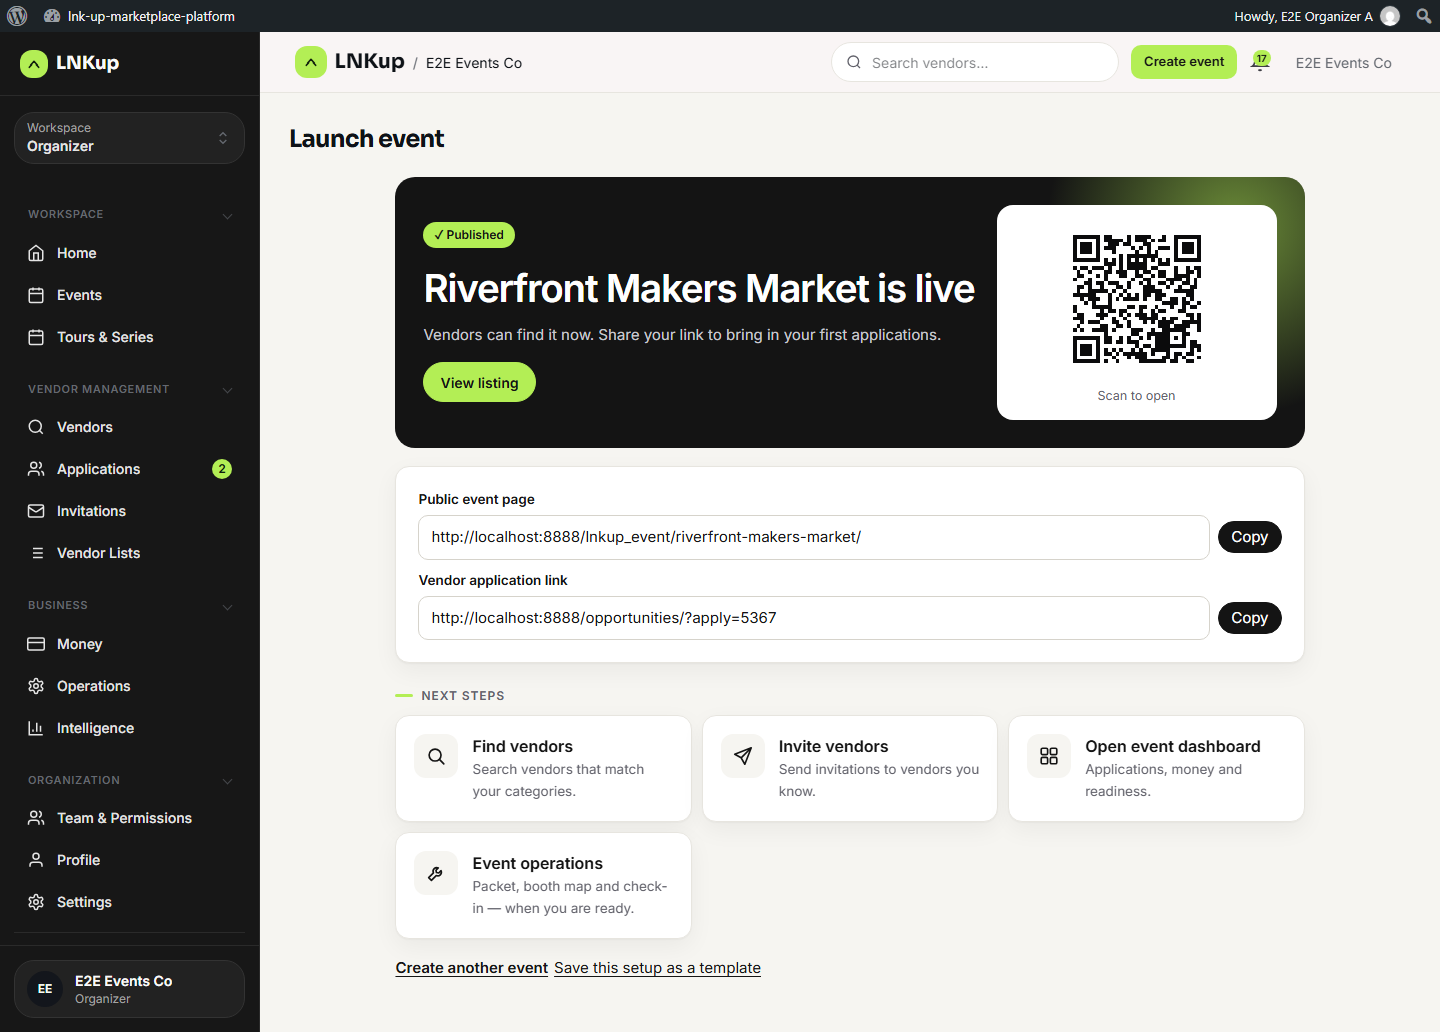 lnk-up-marketplace-platform
Howdy, E2E Organizer A
LNKup
Workspace
Organizer
WORKSPACE
Home
Events
Tours & Series
VENDOR MANAGEMENT
Vendors
Applications
2
Invitations
Vendor Lists
BUSINESS
Money
Operations
Intelligence
ORGANIZATION
Team & Permissions
Profile
Settings
EE
E2E Events Co
Organizer
LNKup / E2E Events Co
Search vendors...
Create event
17
E2E Events Co
Launch event
✓ Published
Riverfront Makers Market is live
Vendors can find it now. Share your link to bring in your first applications.
View listing
Scan to open
Public event page
http://localhost:8888/lnkup_event/riverfront-makers-market/
Copy
Vendor application link
http://localhost:8888/opportunities/?apply=5367
Copy
NEXT STEPS
Find vendors
Search vendors that match
your categories.
Invite vendors
Send invitations to vendors you
know.
Open event dashboard
Applications, money and
readiness.
Event operations
Packet, booth map and check-
in — when you are ready.
Create another event Save this setup as a template